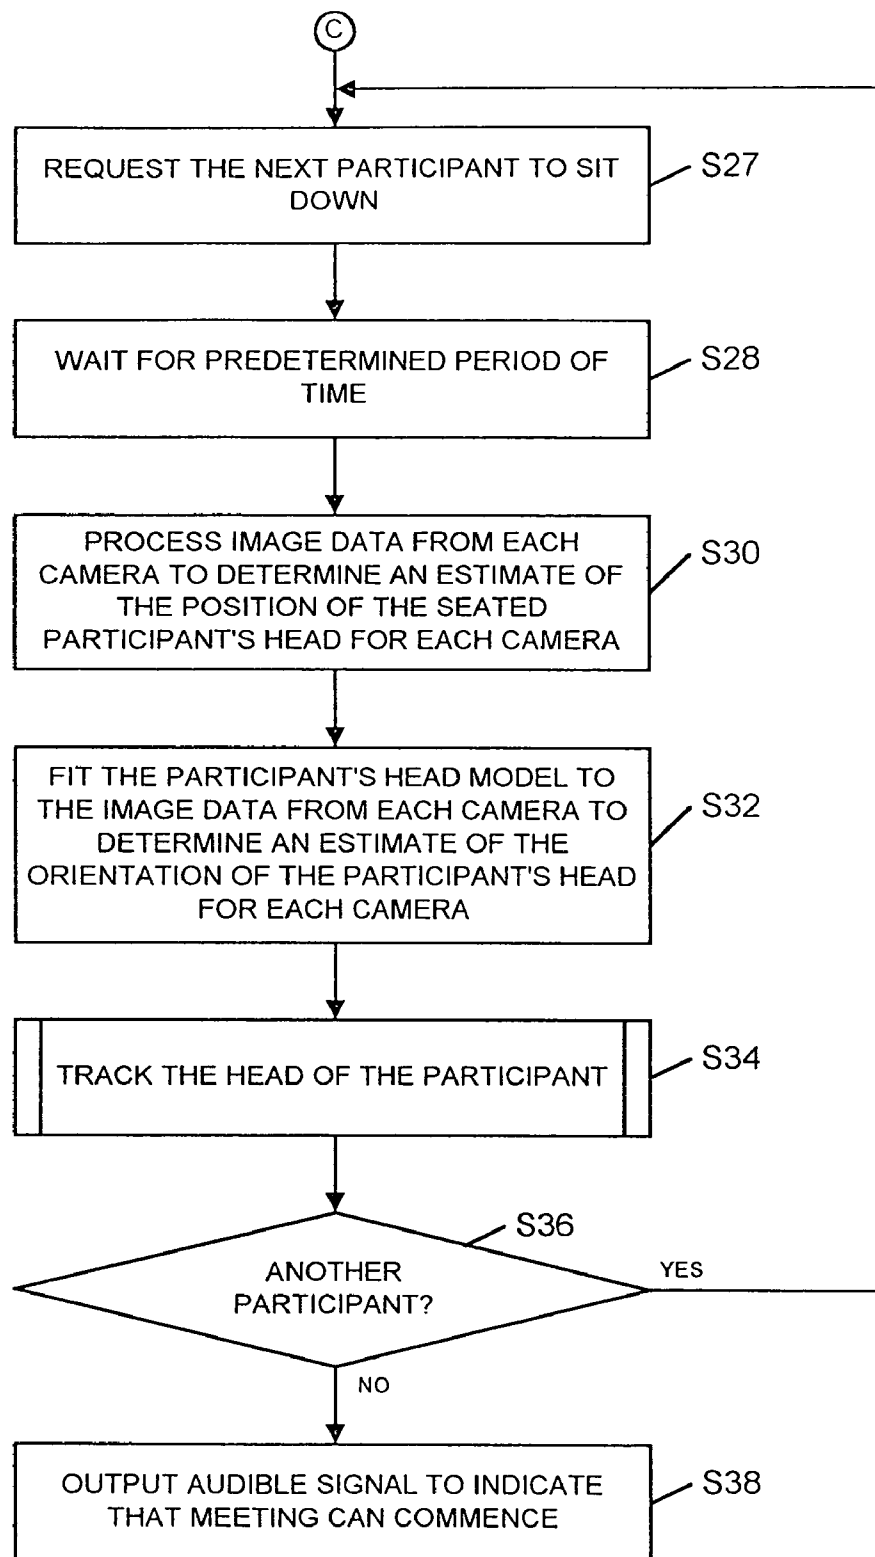 C
REQUEST THE NEXT PARTICIPANT TO SIT
DOWN
S27
WAIT FOR PREDETERMINED PERIOD OF
TIME
S28
PROCESS IMAGE DATA FROM EACH
CAMERA TO DETERMINE AN ESTIMATE OF
THE POSITION OF THE SEATED
PARTICIPANT'S HEAD FOR EACH CAMERA
S30
FIT THE PARTICIPANT'S HEAD MODEL TO
THE IMAGE DATA FROM EACH CAMERA TO
DETERMINE AN ESTIMATE OF THE
ORIENTATION OF THE PARTICIPANT'S HEAD
FOR EACH CAMERA
S32
TRACK THE HEAD OF THE PARTICIPANT
S34
S36
ANOTHER
PARTICIPANT?
YES
NO
OUTPUT AUDIBLE SIGNAL TO INDICATE
THAT MEETING CAN COMMENCE
S38